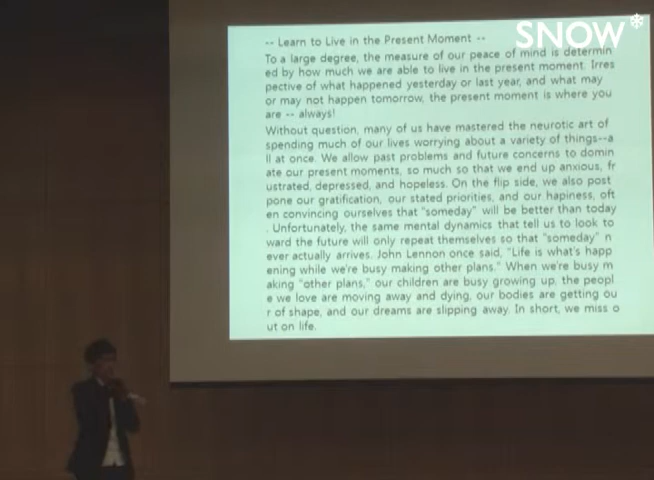 SNOW
-- Learn to Live in the Present Moment --
To a large degree, the measure of our peace of mind is determin
ed by how much we are able to live in the present moment. Irres
pective of what happened yesterday or last year, and what may
or may not happen tomorrow, the present moment is where you
are -- always!
Without question, many of us have mastered the neurotic art of
spending much of our lives worrying about a variety of things--a
ll at once. We allow past problems and future concerns to domin
ate our present moments, so much so that we end up anxious, fr
ustrated, depressed, and hopeless. On the flip side, we also post
pone our gratification, our stated priorities, and our hapiness, oft
en convincing ourselves that "someday" will be better than today
. Unfortunately, the same mental dynamics that tell us to look to
ward the future will only repeat themselves so that "someday" n
ever actually arrives. John Lennon once said, "Life is what's happ
ening while we're busy making other plans." When we're busy m
aking "other plans," our children are busy growing up, the peopl
e we love are moving away and dying, our bodies are getting ou
r of shape, and our dreams are slipping away. In short, we miss o
ut on life.